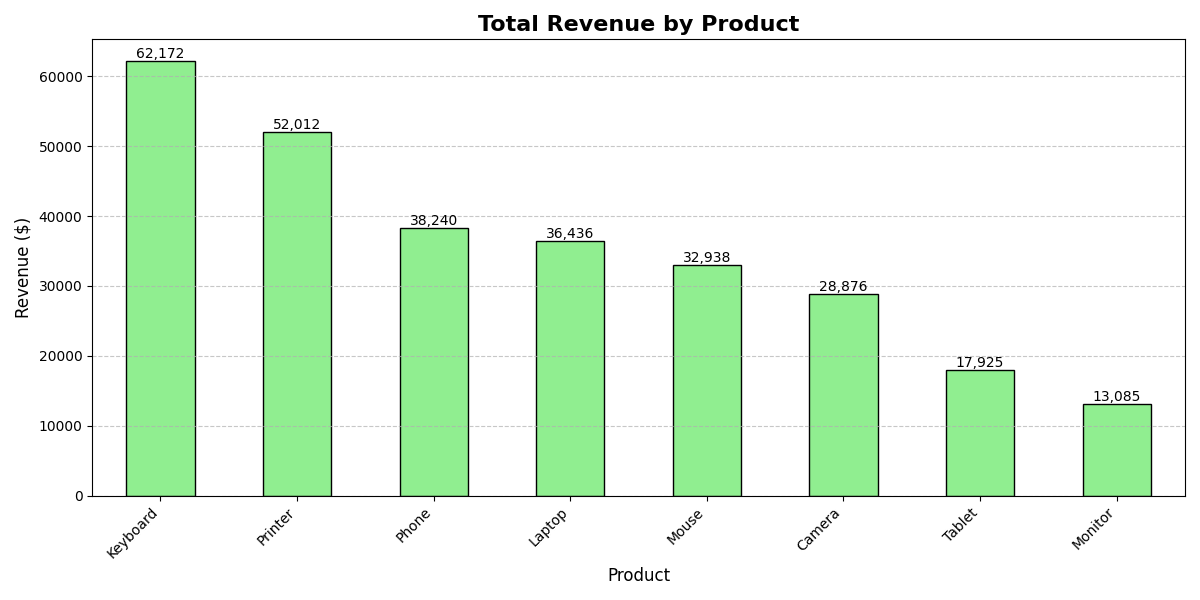 Total Revenue by Product
Revenue ($)
60000
50000
40000
30000
20000
10000
0
62,172
52,012
38,240
36,436
32,938
28,876
17,925
13,085
Keyboard
Printer
Phone
Laptop
Mouse
Camera
Tablet
Monitor
Product